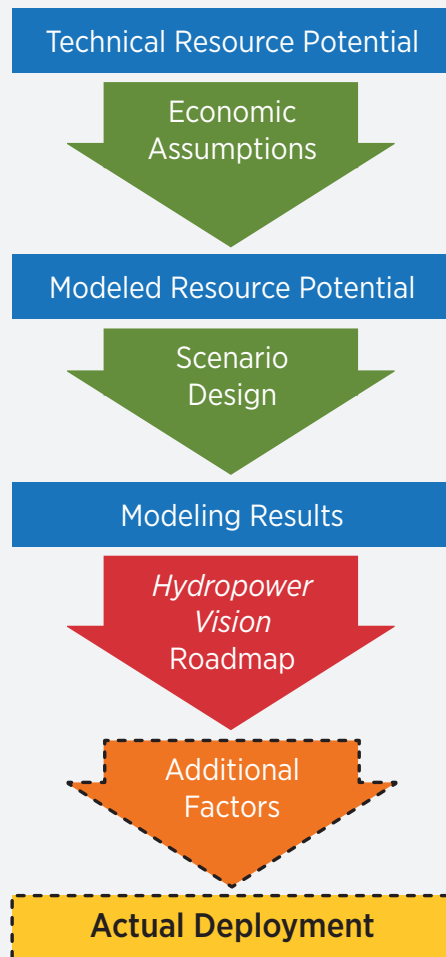 Technical Resource Potential
Economic
Assumptions
Modeled Resource Potential
Scenario
Design
Modeling Results
Hydropower
Vision
Roadmap
Additional
Factors
Actual Deployment